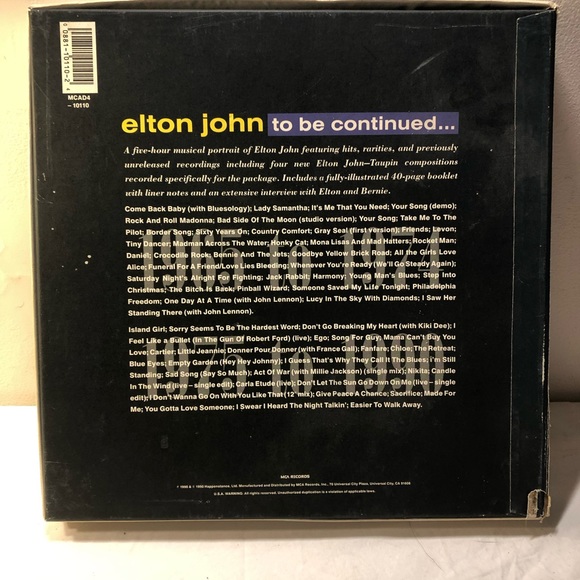 0 08811-0110-2 4
MCAD4
-10110
elton john to be continued...
A five-hour musical portrait of Elton John featuring hits, rarities, and previously
unreleased recordings including four new Elton John–Taupin compositions
recorded specifically for the package. Includes a fully-illustrated 40-page booklet
with liner notes and an extensive interview with Elton and Bernie.
Come Back Baby (with Bluesology); Lady Samantha; It's Me That You Need; Your Song (demo);
Rock And Roll Madonna; Bad Side Of The Moon (studio version); Your Song; Take Me To The
Pilot; Border Song; Sixty Years On; Country Comfort; Gray Seal (first version); Friends; Levon;
Tiny Dancer; Madman Across The Water; Honky Cat; Mona Lisas And Mad Hatters; Rocket Man;
Daniel; Crocodile Rock; Bennie And The Jets; Goodbye Yellow Brick Road; All the Girls Love
Alice; Funeral For A Friend/Love Lies Bleeding; Whenever You're Ready (We'll Go Steady Again);
Saturday Night's Alright For Fighting; Jack Rabbit; Harmony; Young Man's Blues; Step Into
Christmas; The Bitch Is Back; Pinball Wizard; Someone Saved My Life Tonight; Philadelphia
Freedom; One Day At A Time (with John Lennon); Lucy In The Sky With Diamonds; I Saw Her
Standing There (with John Lennon).
Island Girl; Sorry Seems To Be The Hardest Word; Don't Go Breaking My Heart (with Kiki Dee); I
Feel Like a Bullet (In The Gun Of Robert Ford) (live); Ego; Song For Guy; Mama Can't Buy You
Love; Cartier; Little Jeannie; Donner Pour Donner (with France Gall); Fanfare; Chloe; The Retreat;
Blue Eyes; Empty Garden (Hey Hey Johnny); I Guess That's Why They Call It The Blues; i'm Still
Standing; Sad Song (Say So Much); Act Of War (with Millie Jackson) (single mix); Nikita; Candle
In The Wind (live – single edit); Carla Etude (live); Don't Let The Sun Go Down On Me (live – single
edit); I Don't Wanna Go On With You Like That (12" mix); Give Peace A Chance; Sacrifice; Made For
Me; You Gotta Love Someone; I Swear I Heard The Night Talkin'; Easier To Walk Away.
MCA RECORDS
U.S.A. WARNING. All rights reserved. Unauthorized duplication is a violation of applicable laws.